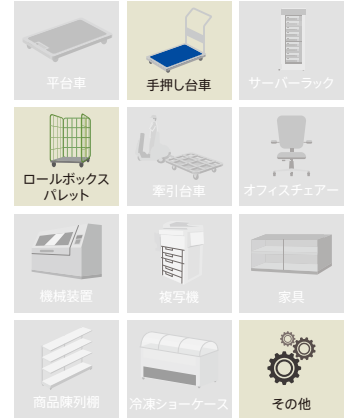 平台車
手押し台車
サーバーラック
ロールボックス
パレット
牽引台車
オフィスチェアー
機械装置
複写機
家具
商品陳列棚
冷凍ショーケース
その他